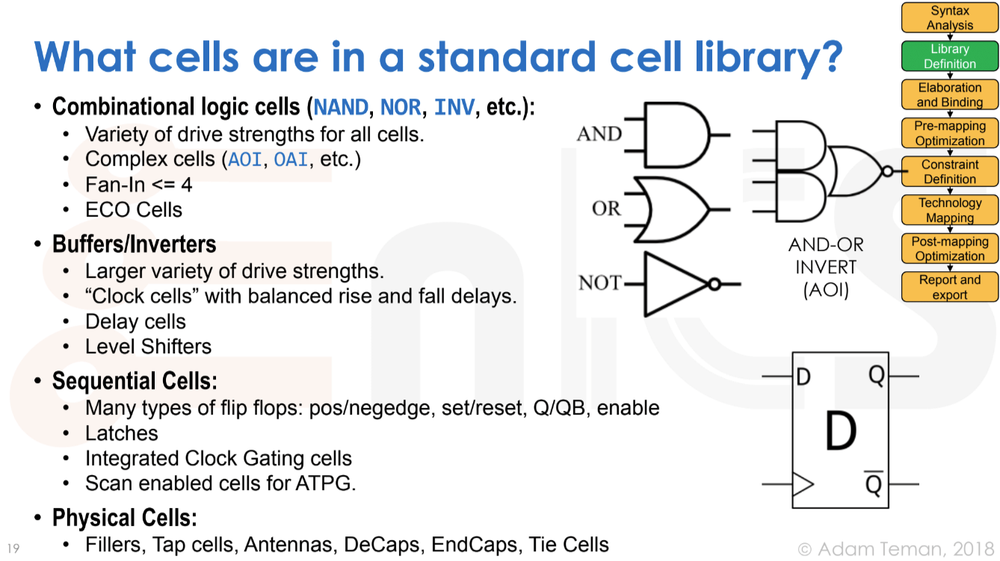 What cells are in a standard cell library?
• Combinational logic cells (NAND, NOR, INV, etc.):
• Variety of drive strengths for all cells.
• Complex cells (AOI, OAI, etc.)
• Fan-In <= 4
• ECO Cells
• Buffers/Inverters
• Larger variety of drive strengths.
• “Clock cells” with balanced rise and fall delays.
• Delay cells
• Level Shifters
• Sequential Cells:
• Many types of flip flops: pos/negedge, set/reset, Q/QB, enable
• Latches
• Integrated Clock Gating cells
• Scan enabled cells for ATPG.
• Physical Cells:
• Fillers, Tap cells, Antennas, DeCaps, EndCaps, Tie Cells
AND
OR
NOT
AND-OR
INVERT
(AOI)
D Q
D
Q̅
Syntax
Analysis
Library
Definition
Elaboration
and Binding
Pre-mapping
Optimization
Constraint
Definition
Technology
Mapping
Post-mapping
Optimization
Report and
export
EnICS
19
© Adam Teman, 2018